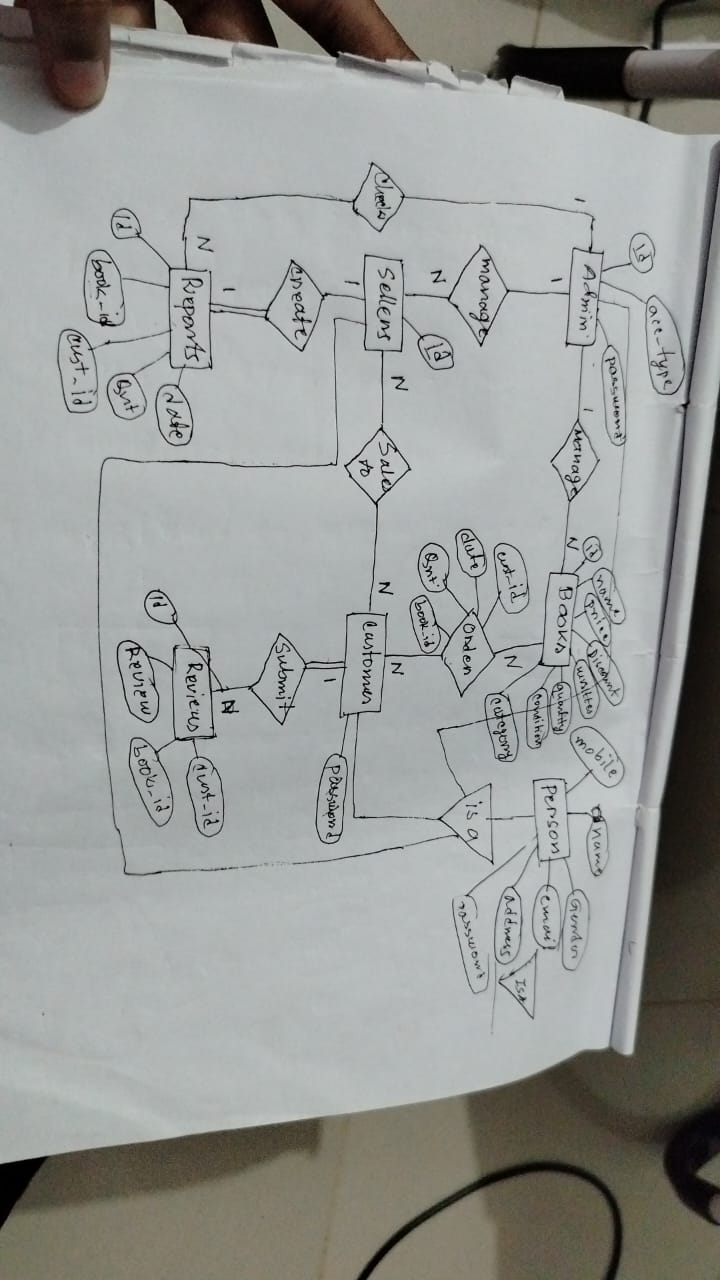 id
acc-type
password
Admin
1
1
1
Manage
N
Books
id
name
price
Discount
quantity
condition
category
mobile
name
Person
Gender
email
address
password
ISA
is a
manage
N
Sellers
id
N
Sales
to
N
N
Order
cust-id
date
Qnt
book-id
N
Customer
password
1
Submit
N
Reviews
id
Review
book-id
cust-id
Check
1
create
1
N
Reports
date
id
book-id
cust-id
Qnt